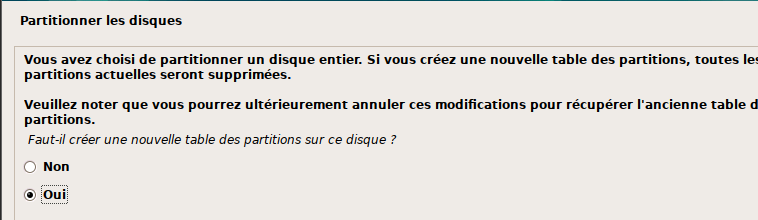 Partitionner les disques
Vous avez choisi de partitionner un disque entier. Si vous créez une nouvelle table des partitions, toutes les
partitions actuelles seront supprimées.
Veuillez noter que vous pourrez ultérieurement annuler ces modifications pour récupérer l'ancienne table d
partitions.
Faut-il créer une nouvelle table des partitions sur ce disque ?
Non
Oui